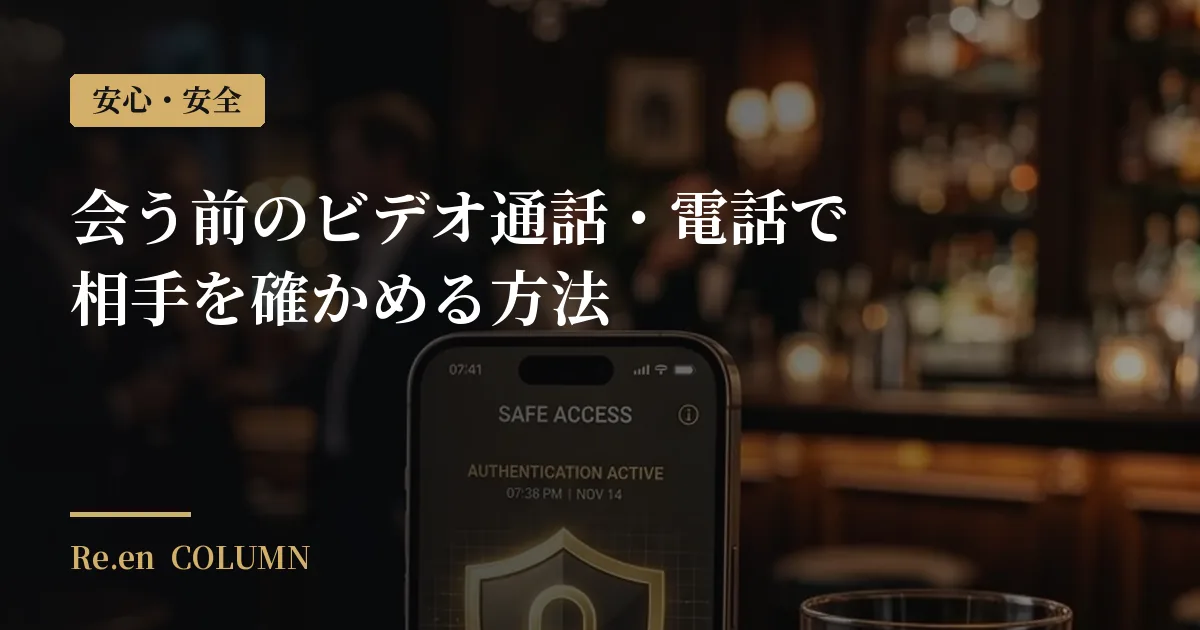 安心・安全
会う前のビデオ通話・電話で
相手を確かめる方法
07:41
SAFE ACCESS
AUTHENTICATION ACTIVE
07:38 PM | NOV 14
Re.en COLUMN